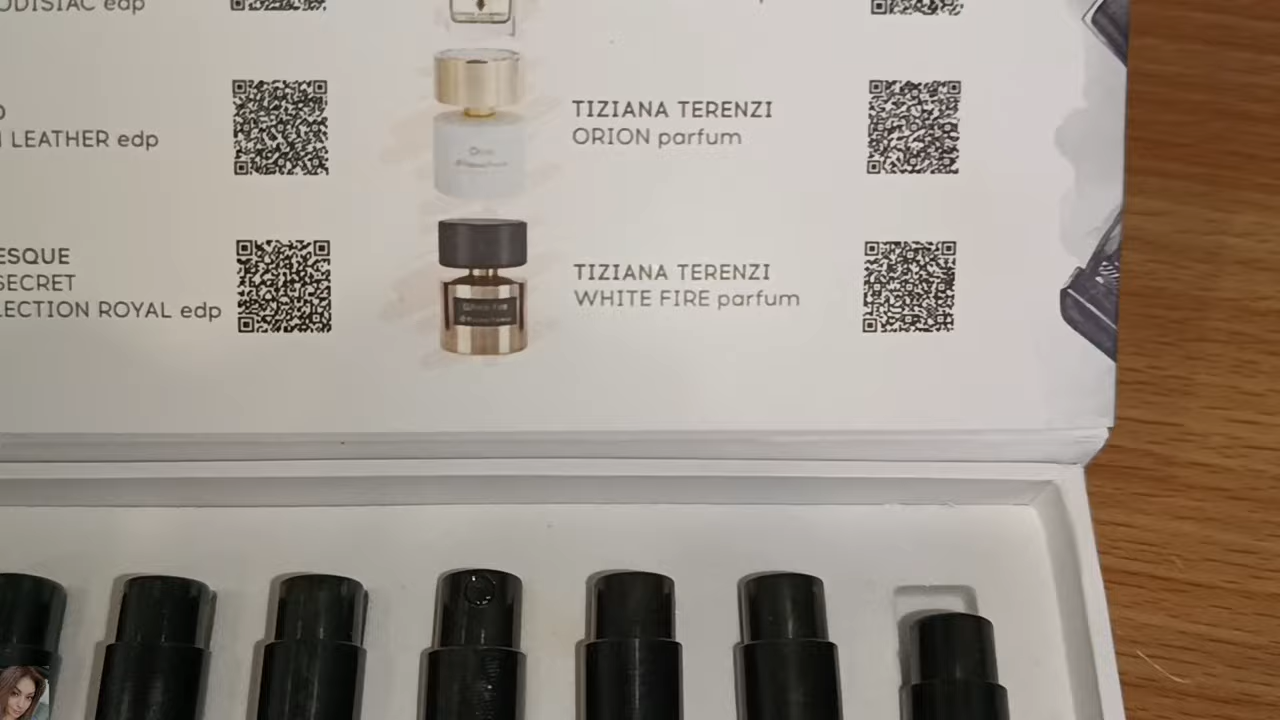 ODISIAC edp
LEATHER edp
TIZIANA TERENZI
ORION parfum
ESQUE
SECRET
LECTION ROYAL edp
TIZIANA TERENZI
WHITE FIRE parfum